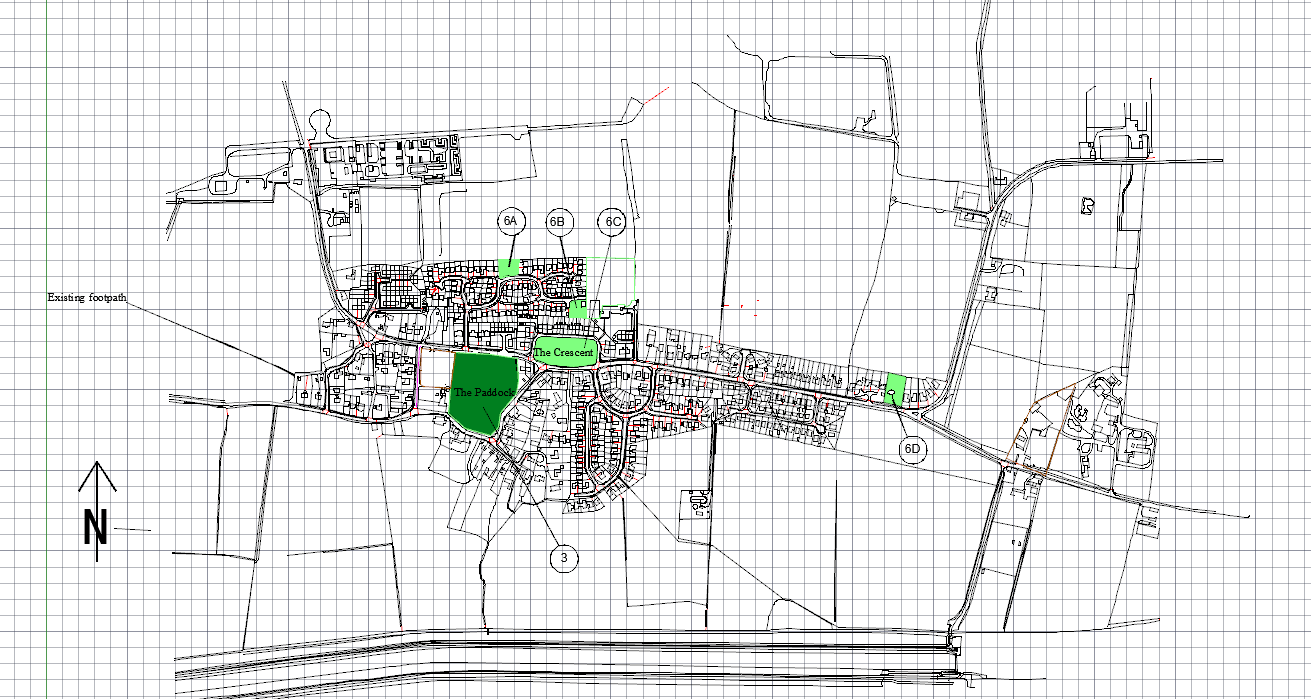 6A
6B
6C
Existing footpath
The Crescent
The Paddock
6D
N
3